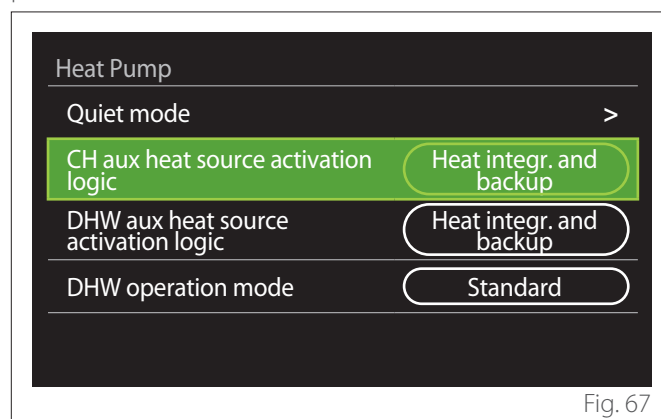 Heat Pump
Quiet mode >
CH aux heat source activation
logic
Heat integr. and
backup
DHW aux heat source
activation logic
Heat integr. and
backup
DHW operation mode
Standard
Fig. 67